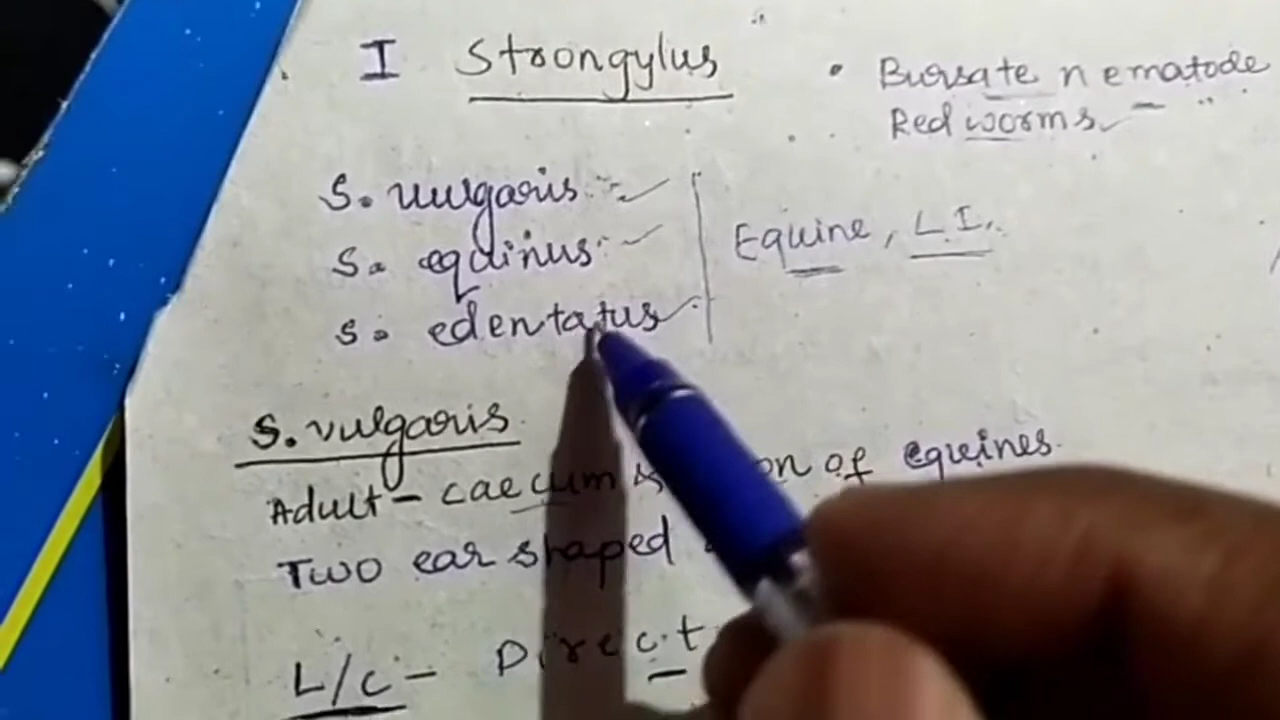 I Strongylus • Bursate nematode
Red worms
S. vulgaris
S. equinus
S. edentatus
Equine, L.I.
S. vulgaris
Adult - caecum & on of equines
Two ear shaped
L/c - Direct